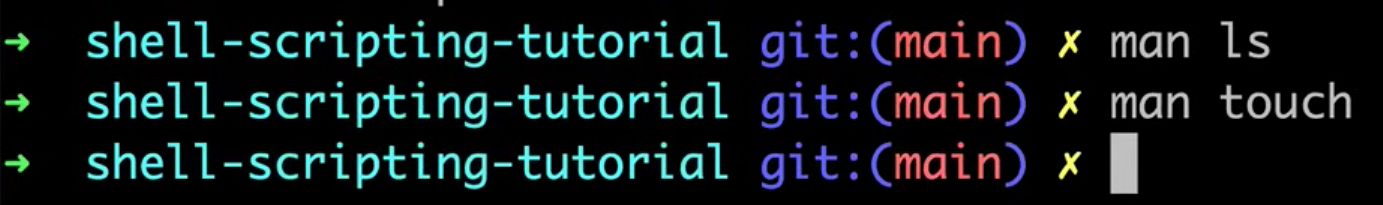 ➜ shell-scripting-tutorial git:(main) ✗ man ls
➜ shell-scripting-tutorial git:(main) ✗ man touch
➜ shell-scripting-tutorial git:(main) ✗